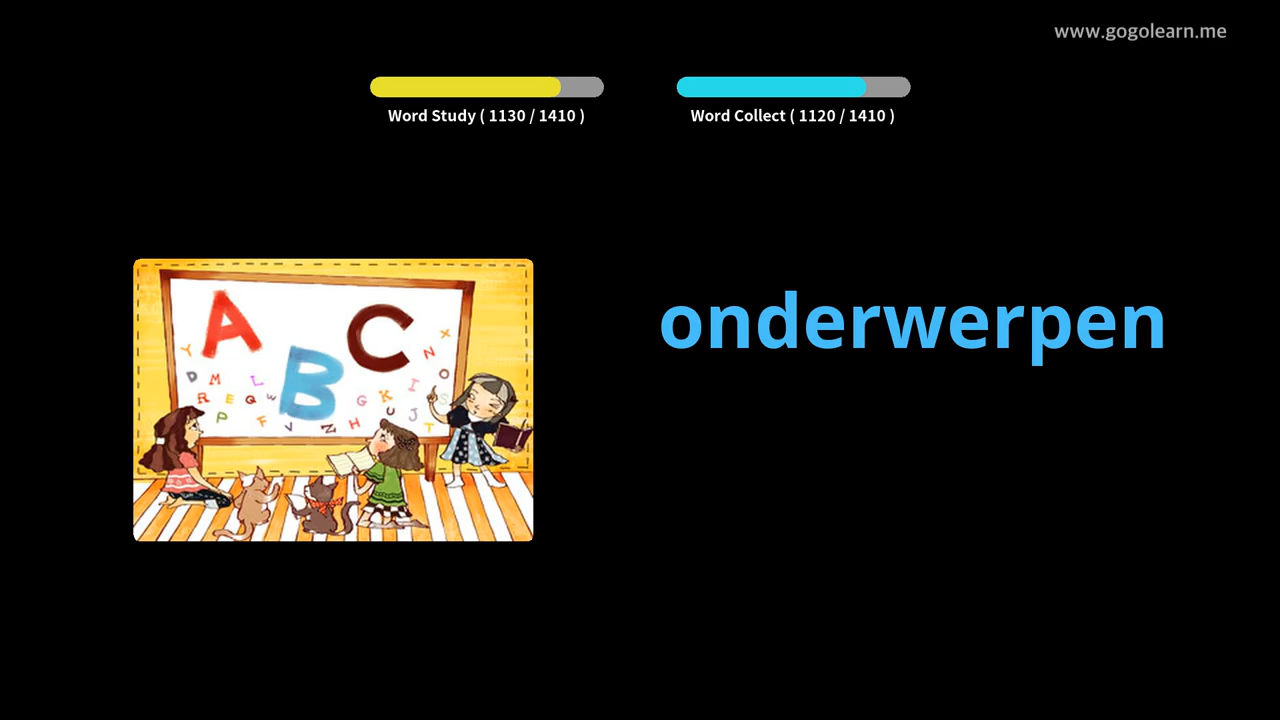 www.gogolearn.me
Word Study ( 1130 / 1410 )
Word Collect ( 1120 / 1410 )
onderwerpen
A
B
C
Y
X
N
D
M
L
O
R
E
Q
W
G
K
I
S
P
F
V
Z
H
U
J
T